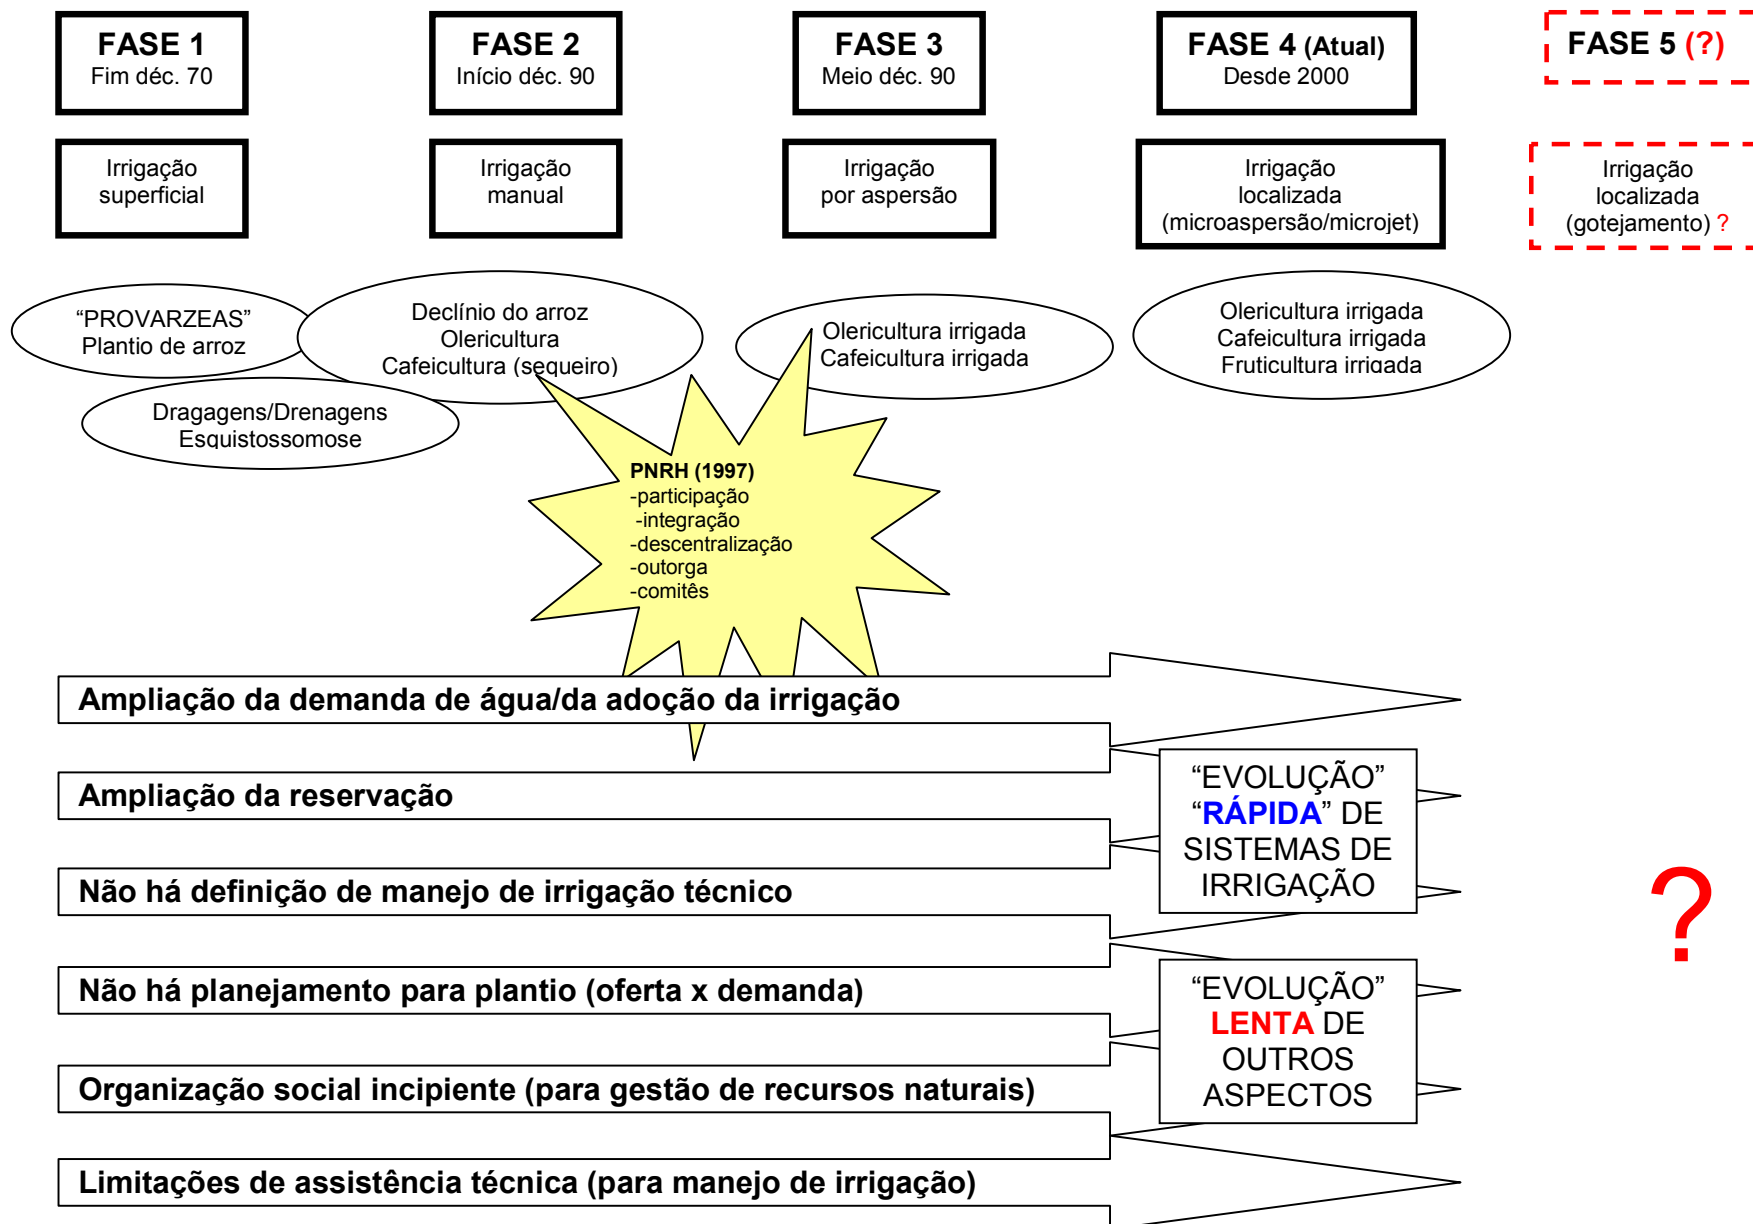 FASE 1
Fim déc. 70
FASE 2
Início déc. 90
FASE 3
Meio déc. 90
FASE 4 (Atual)
Desde 2000
FASE 5 (?)
Irrigação
superficial
Irrigação
manual
Irrigação
por aspersão
Irrigação
localizada
(microaspersão/microjet)
Irrigação
localizada
(gotejamento) ?
“PROVARZEAS”
Plantio de arroz
Declínio do arroz
Olericultura
Cafeicultura (sequeiro)
Olericultura irrigada
Cafeicultura irrigada
Olericultura irrigada
Cafeicultura irrigada
Fruticultura irrigada
Dragagens/Drenagens
Esquistossomose
PNRH (1997)
-participação
-integração
-descentralização
-outorga
-comitês
Ampliação da demanda de água/da adoção da irrigação
Ampliação da reservação
Não há definição de manejo de irrigação técnico
Não há planejamento para plantio (oferta x demanda)
Organização social incipiente (para gestão de recursos naturais)
Limitações de assistência técnica (para manejo de irrigação)
“EVOLUÇÃO”
“RÁPIDA” DE
SISTEMAS DE
IRRIGAÇÃO
“EVOLUÇÃO”
LENTA DE
OUTROS
ASPECTOS
?